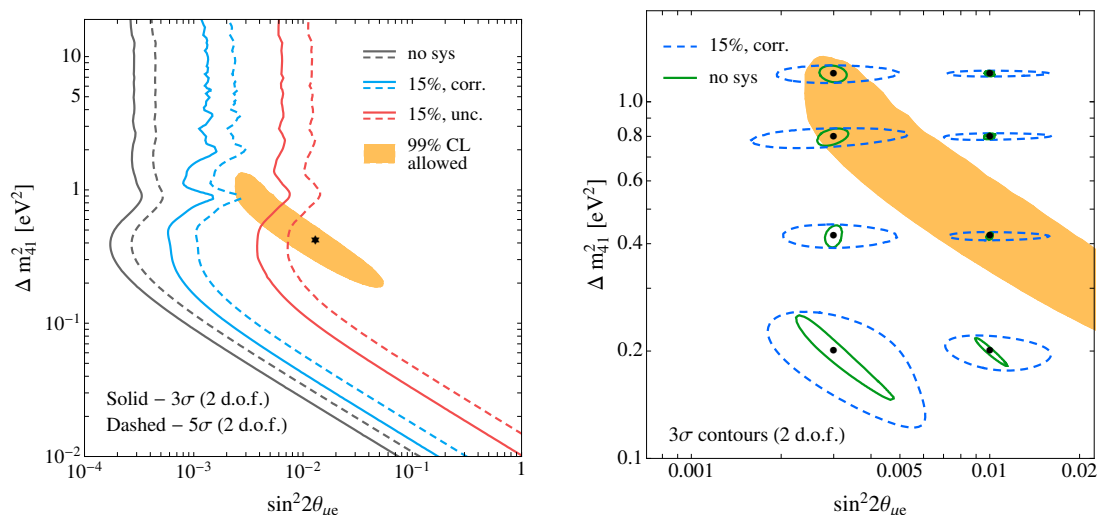 Δ m²₄₁ [eV²]
20
10
5
2
1
10⁻¹
10⁻²
10⁻⁴
10⁻³
10⁻²
10⁻¹
1
sin²2θ_μe
no sys
15%, corr.
15%, unc.
99% CL
allowed
Solid – 3σ (2 d.o.f.)
Dashed – 5σ (2 d.o.f.)
Δ m²₄₁ [eV²]
1.0
0.8
0.6
0.4
0.2
0.1
0.001
0.005
0.01
0.02
sin²2θ_μe
15%, corr.
no sys
3σ contours (2 d.o.f.)